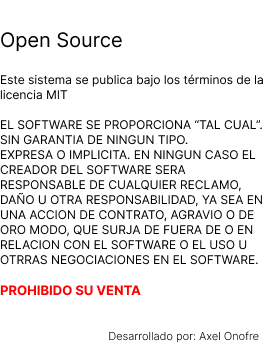 Open Source
Este sistema se publica bajo los términos de la
licencia MIT
EL SOFTWARE SE PROPORCIONA “TAL CUAL”.
SIN GARANTIA DE NINGUN TIPO.
EXPRESA O IMPLICITA. EN NINGUN CASO EL
CREADOR DEL SOFTWARE SERA
RESPONSABLE DE CUALQUIER RECLAMO,
DAÑO U OTRA RESPONSABILIDAD, YA SEA EN
UNA ACCION DE CONTRATO, AGRAVIO O DE
ORO MODO, QUE SURJA DE FUERA DE O EN
RELACION CON EL SOFTWARE O EL USO U
OTRRAS NEGOCIACIONES EN EL SOFTWARE.
PROHIBIDO SU VENTA
Desarrollado por: Axel Onofre